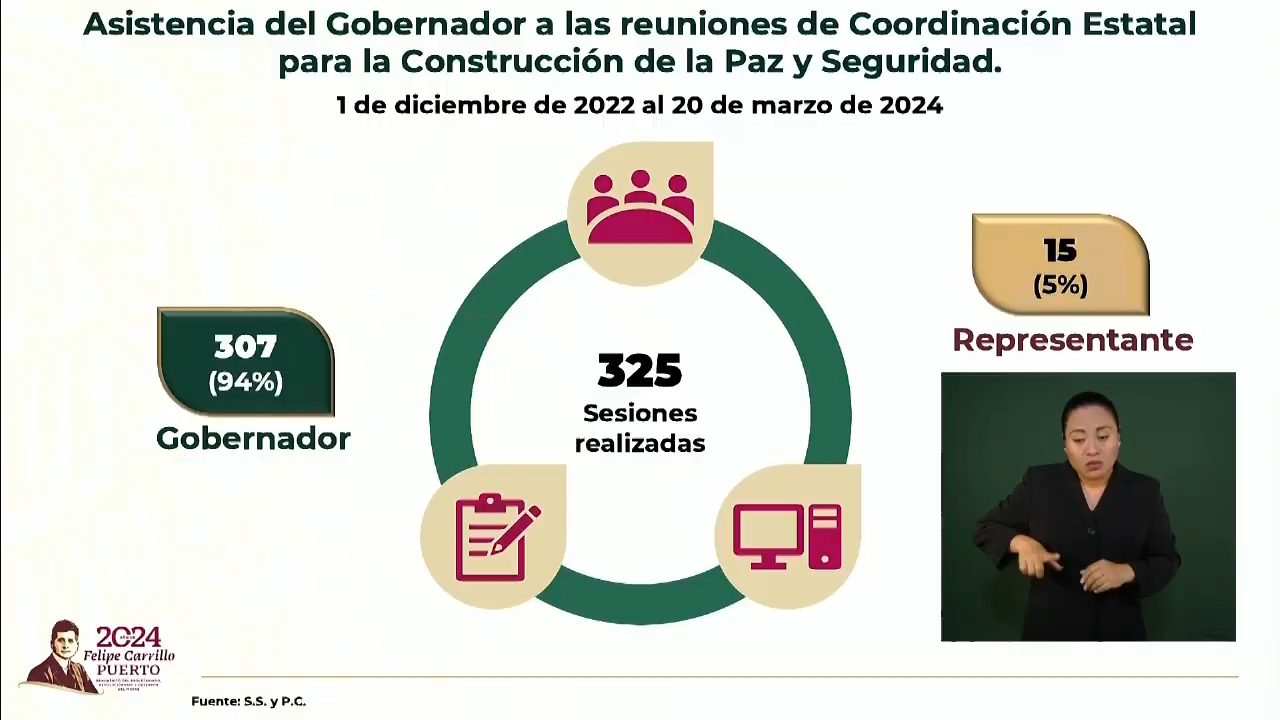 Asistencia del Gobernador a las reuniones de Coordinación Estatal
para la Construcción de la Paz y Seguridad.
1 de diciembre de 2022 al 20 de marzo de 2024
307
(94%)
Gobernador
325
Sesiones
realizadas
15
(5%)
Representante
2024
Felipe Carrillo
PUERTO
Fuente: S.S. y P.C.